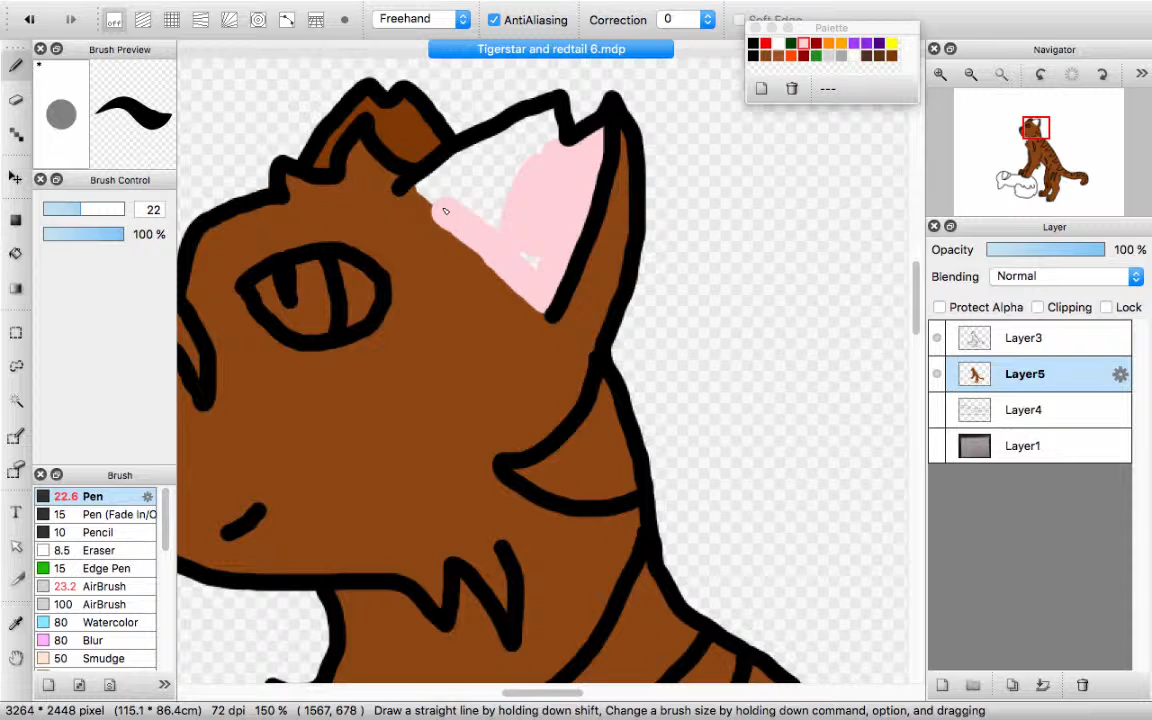 off
Freehand
AntiAliasing
Correction
0
Soft Edge
Palette
---
Tigerstar and redtail 6.mdp
Brush Preview
*
Brush Control
22
100 %
Brush
22.6 Pen
15 Pen (Fade In/O
10 Pencil
8.5 Eraser
15 Edge Pen
23.2 AirBrush
100 AirBrush
80 Watercolor
80 Blur
50 Smudge
T
Navigator
Layer
Opacity
100 %
Blending
Normal
Protect Alpha
Clipping
Lock
Layer3
Layer5
Layer4
Layer1
3264 * 2448 pixel (115.1 * 86.4cm) 72 dpi 150 % ( 1567, 678 ) Draw a straight line by holding down shift, Change a brush size by holding down command, option, and dragging